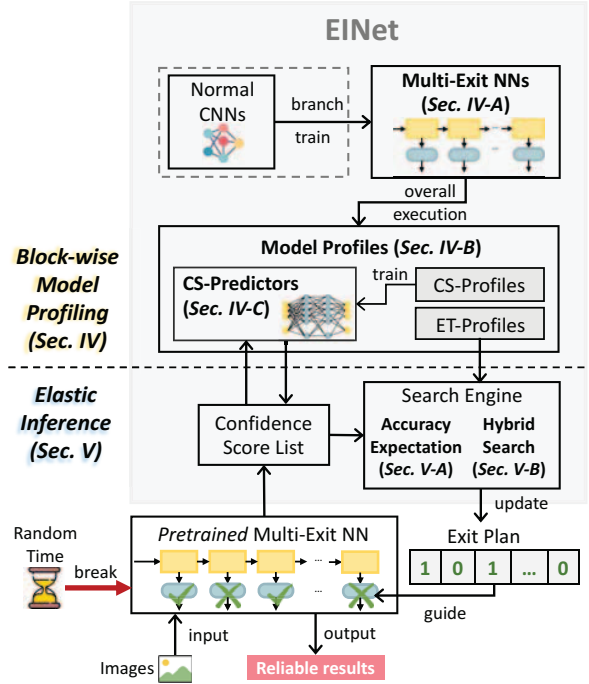 EINet
Normal
CNNs
branch
train
Multi-Exit NNs
(Sec. IV-A)
...
overall
execution
Block-wise
Model
Profiling
(Sec. IV)
Model Profiles (Sec. IV-B)
CS-Predictors
(Sec. IV-C)
train
CS-Profiles
ET-Profiles
Elastic
Inference
(Sec. V)
Confidence
Score List
Search Engine
Accuracy
Expectation
(Sec. V-A)
Hybrid
Search
(Sec. V-B)
update
Random
Time
break
Pretrained Multi-Exit NN
...
...
Exit Plan
1 0 1 ... 0
guide
input
output
Images
Reliable results